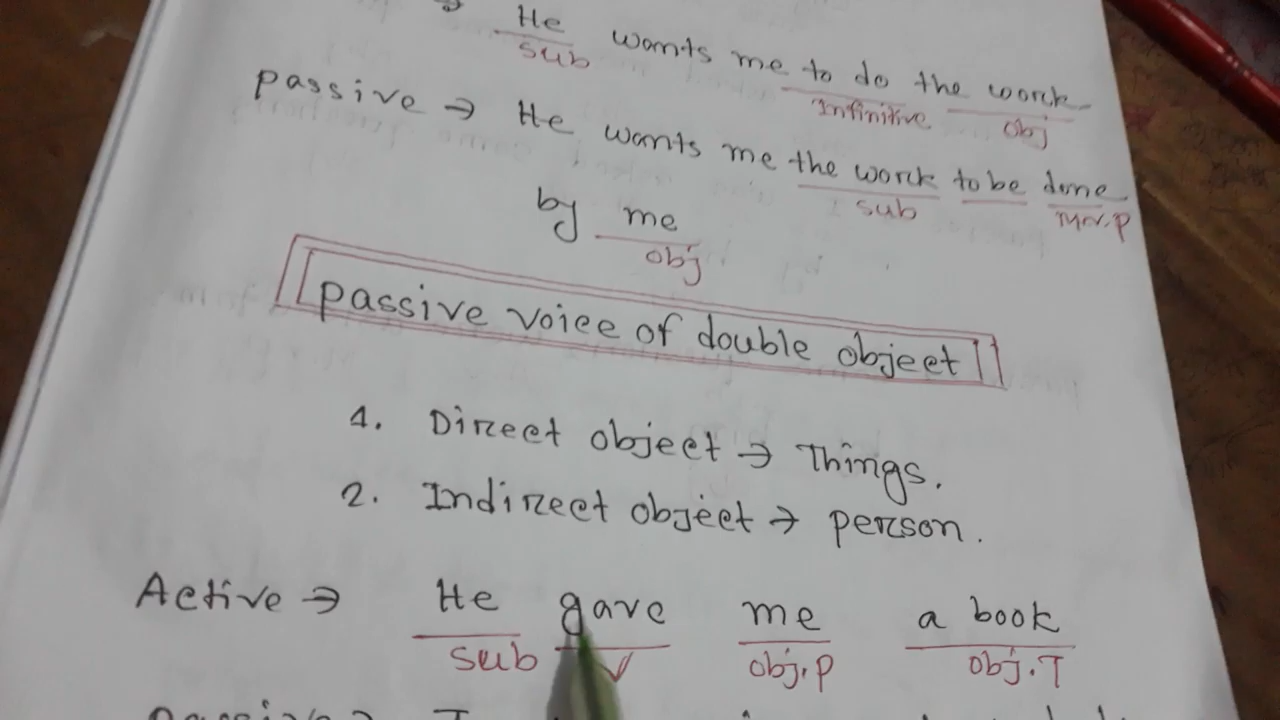 He wants me to do the work
sub Infinitive obj
passive → He wants me the work to be done
sub
by me
obj
Passive voice of double object
1. Direct object → Things.
2. Indirect object → person.
Active → He gave me a book
sub V obj.P obj.T